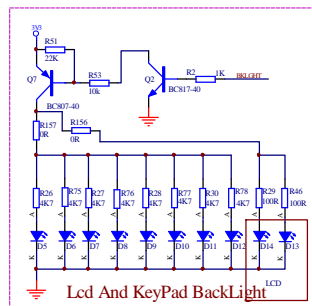 3V3
R51
22K
Q7
R53
10k
BC807-40
Q2
BC817-40
R2
1K
BKLGHT
R157
0R
R156
0R
R26
4K7
R75
4K7
R27
4K7
R76
4K7
R28
4K7
R77
4K7
R30
4K7
R78
4K7
R29
100R
R46
100R
A A A A A A A A A A
D5 D6 D7 D8 D9 D10 D11 D12 D14 D13
K K K K K K K K K K
LCD
Lcd And KeyPad BackLight